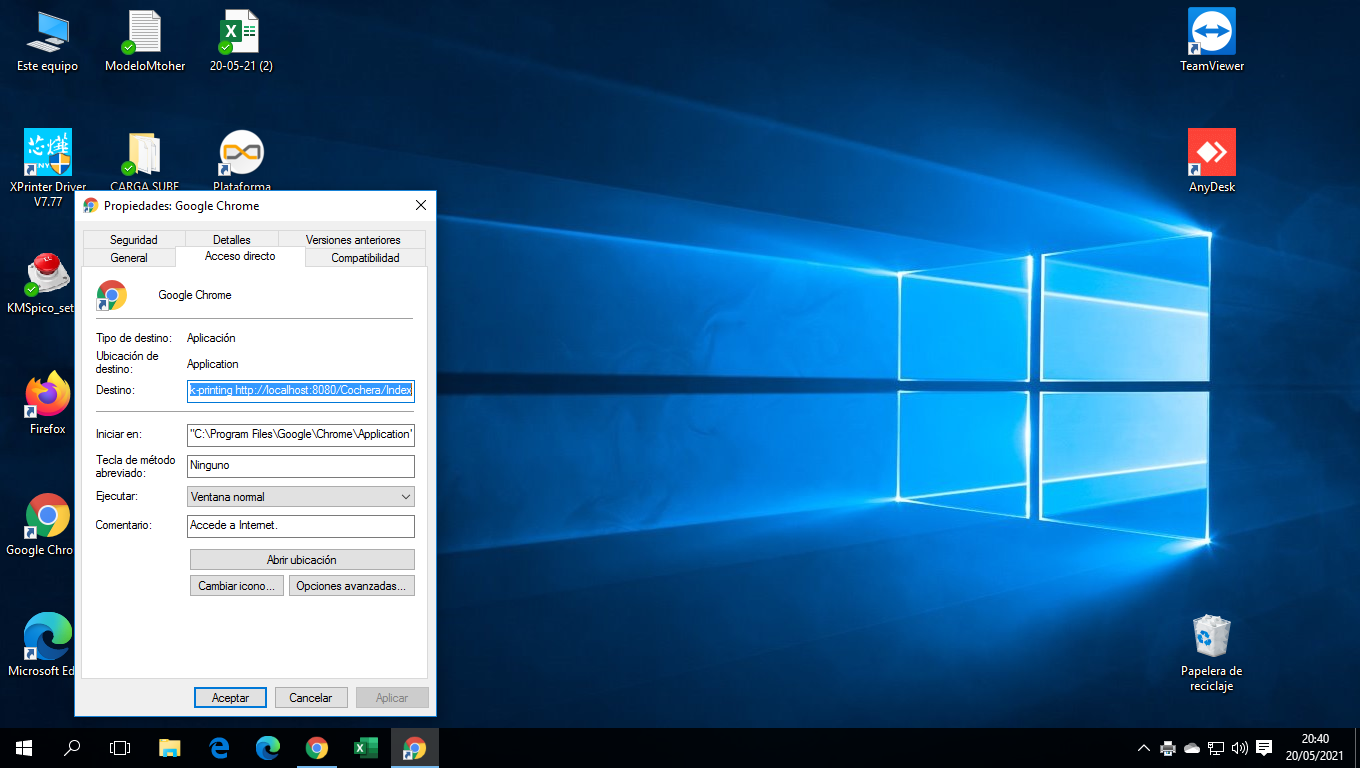 Este equipo
ModeloMtoher
20-05-21 (2)
TeamViewer
芯烨
XPrinter Driver
V7.77
CARGA SUBE
Plataforma
AnyDesk
KMSpico_set
Firefox
Google Chro
Microsoft Ed
Propiedades: Google Chrome
Seguridad
Detalles
Versiones anteriores
General
Acceso directo
Compatibilidad
Google Chrome
Tipo de destino:
Aplicación
Ubicación de
destino:
Application
Destino:
k-printing http://localhost:8080/Cochera/Index
Iniciar en:
"C:\Program Files\Google\Chrome\Application"
Tecla de método
abreviado:
Ninguno
Ejecutar:
Ventana normal
Comentario:
Accede a Internet.
Abrir ubicación
Cambiar icono...
Opciones avanzadas...
Aceptar
Cancelar
Aplicar
Papelera de
reciclaje
20:40
20/05/2021